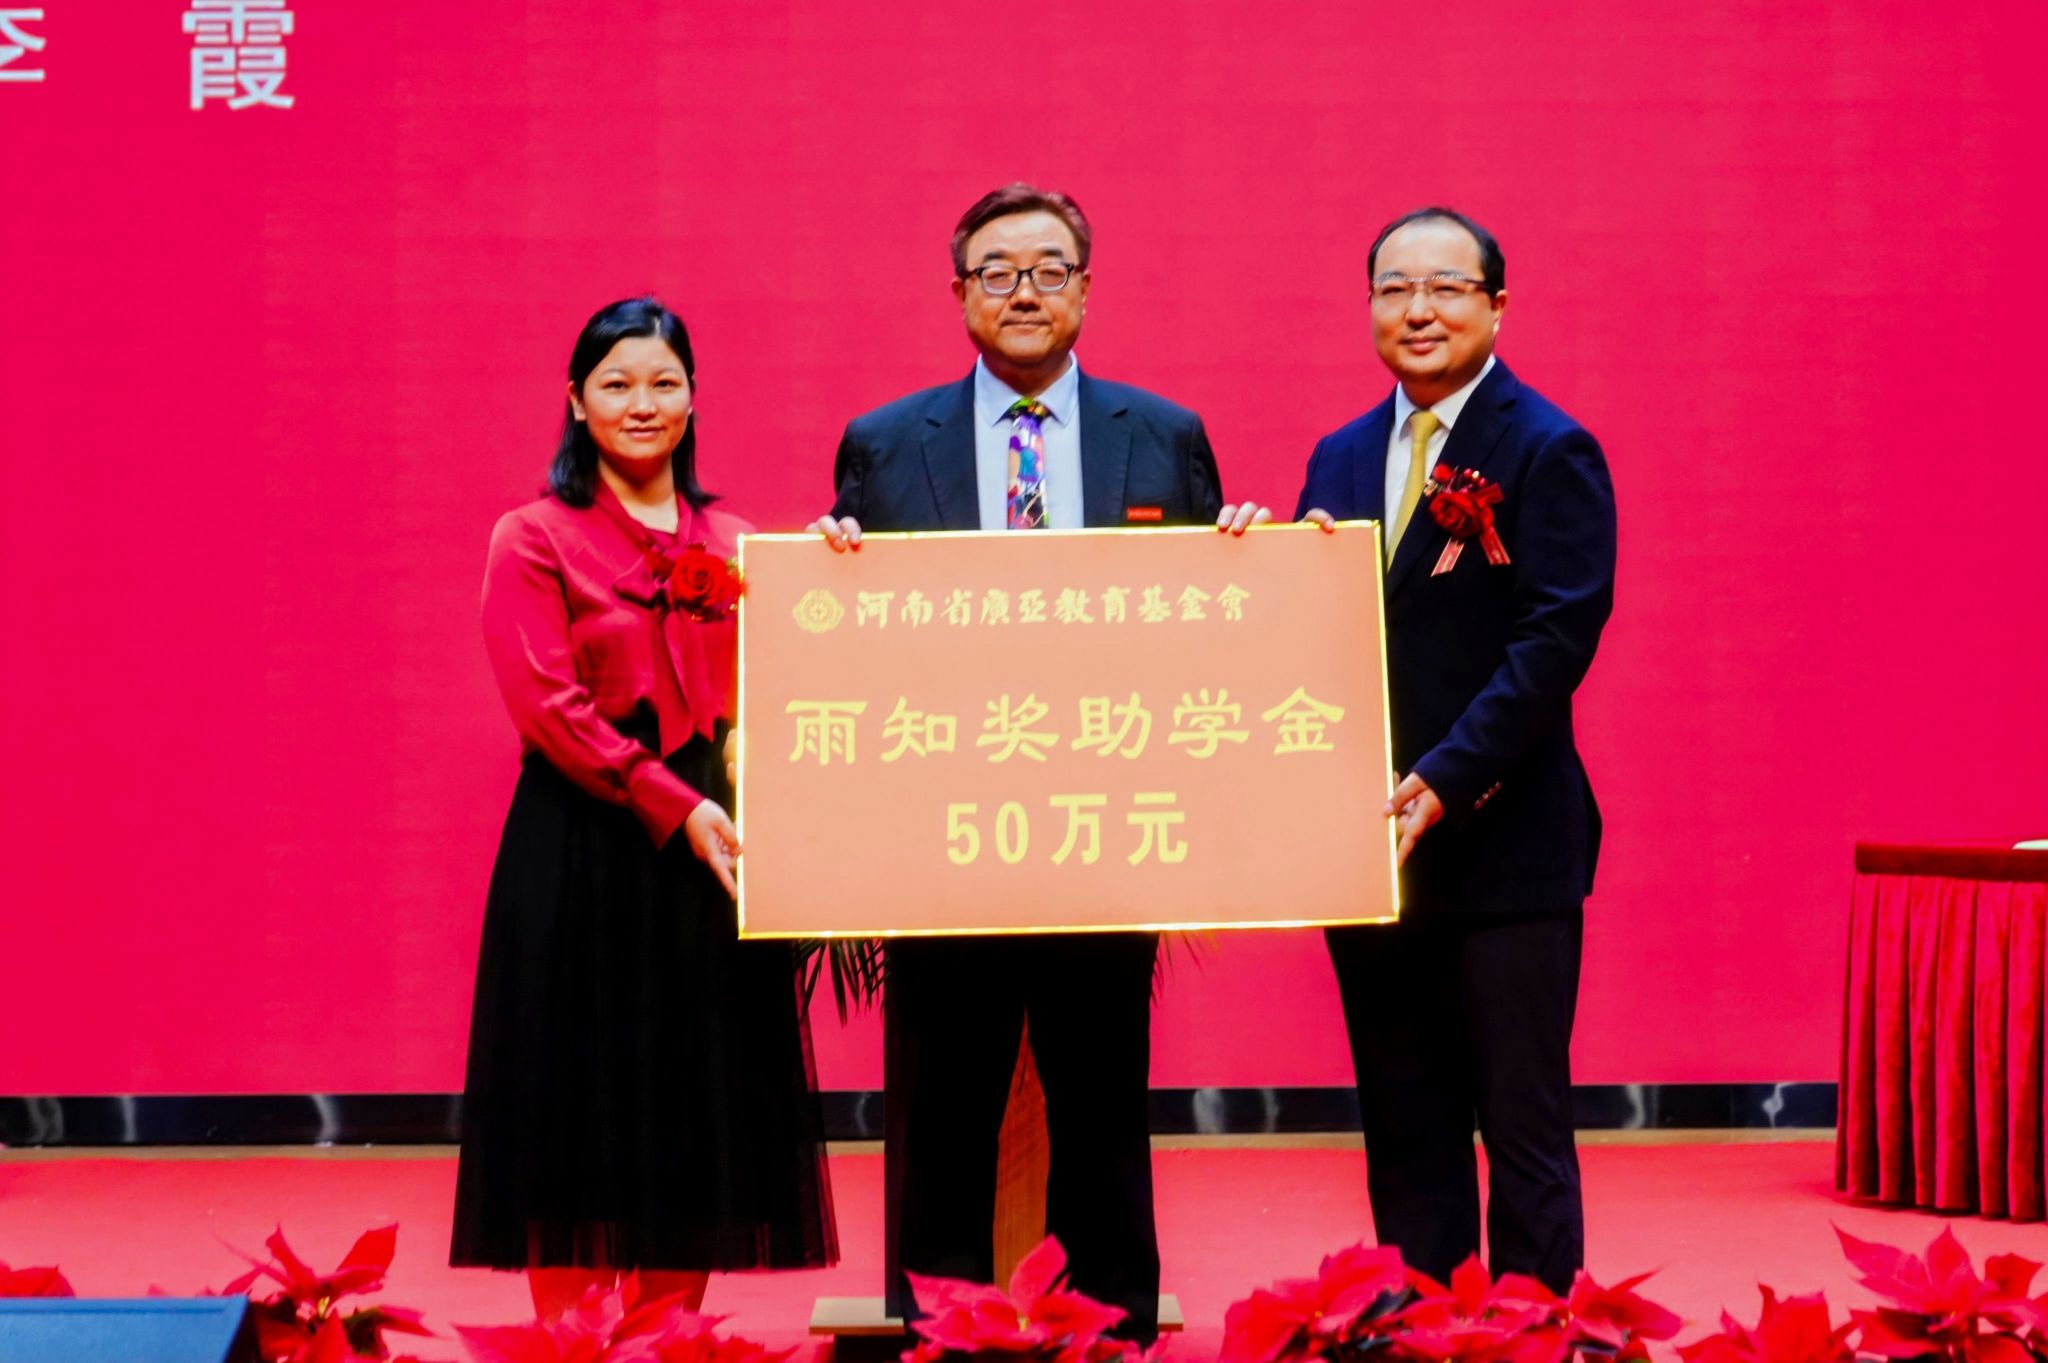 霞
河南省廣亞教育基金會
雨知奖助学金
50万元